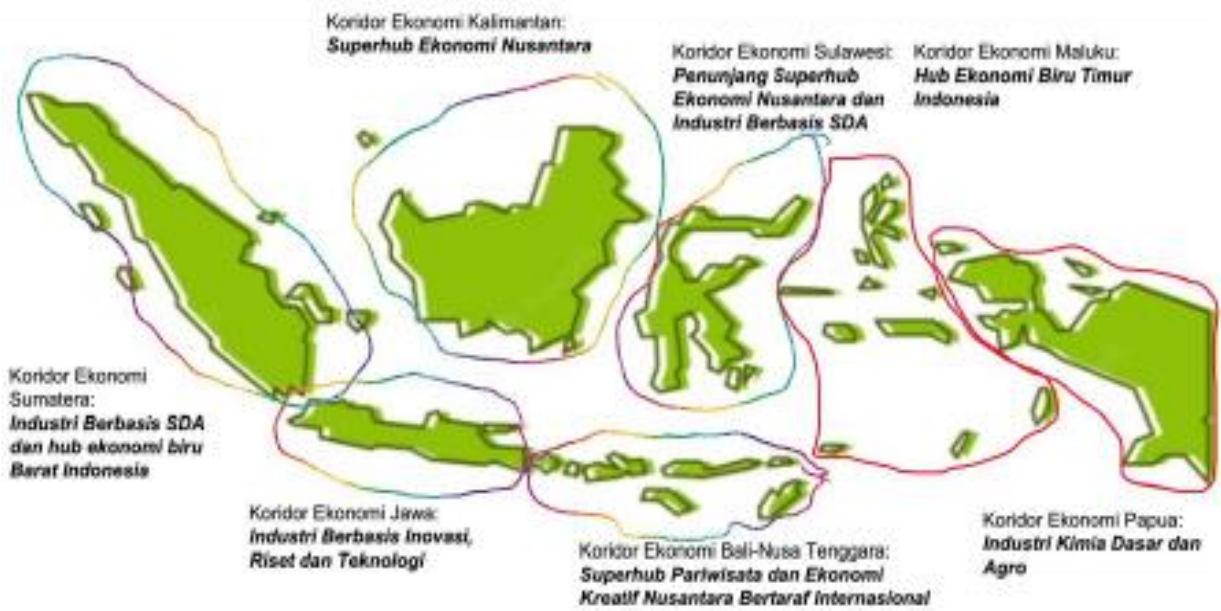 Koridor Ekonomi Kalimantan:
Superhub Ekonomi Nusantara
Koridor Ekonomi Sulawesi:
Penunjang Superhub
Ekonomi Nusantara dan
Industri Berbasis SDA
Koridor Ekonomi Maluku:
Hub Ekonomi Biru Timur
Indonesia
Koridor Ekonomi
Sumatera:
Industri Berbasis SDA
dan hub ekonomi biru
Barat Indonesia
Koridor Ekonomi Jawa:
Industri Berbasis Inovasi,
Riset dan Teknologi
Koridor Ekonomi Bali-Nusa Tenggara:
Superhub Pariwisata dan Ekonomi
Kreatif Nusantara Bertaraf Internasional
Koridor Ekonomi Papua:
Industri Kimia Dasar dan
Agro